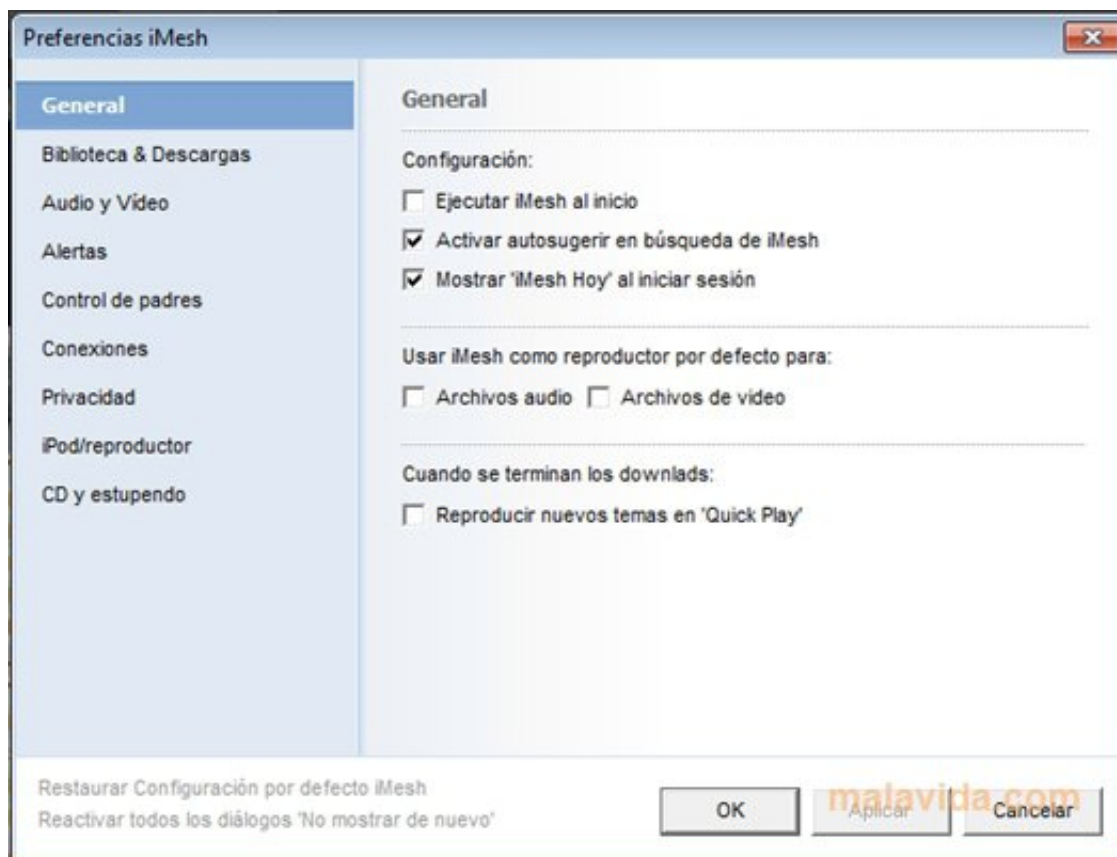 Preferencias iMesh
General
Biblioteca & Descargas
Audio y Vídeo
Alertas
Control de padres
Conexiones
Privacidad
iPod/reproductor
CD y estupendo
General
Configuración:
Ejecutar iMesh al inicio
Activar autosugerir en búsqueda de iMesh
Mostrar 'iMesh Hoy' al iniciar sesión
Usar iMesh como reproductor por defecto para:
Archivos audio Archivos de video
Cuando se terminan los downlads:
Reproducir nuevos temas en 'Quick Play'
Restaurar Configuración por defecto iMesh
Reactivar todos los diálogos 'No mostrar de nuevo'
OK Aplicar Cancelar
malavida.com